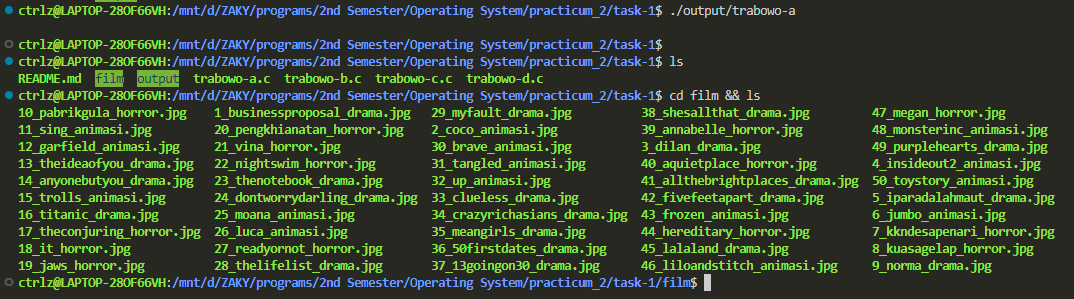 ctrlz@LAPTOP-28OF66VH:/mnt/d/ZAKY/programs/2nd Semester/Operating System/practicum_2/task-1$ ./output/trabowo-a
ctrlz@LAPTOP-28OF66VH:/mnt/d/ZAKY/programs/2nd Semester/Operating System/practicum_2/task-1$
ctrlz@LAPTOP-28OF66VH:/mnt/d/ZAKY/programs/2nd Semester/Operating System/practicum_2/task-1$ ls
README.md film output trabowo-a.c trabowo-b.c trabowo-c.c trabowo-d.c
ctrlz@LAPTOP-28OF66VH:/mnt/d/ZAKY/programs/2nd Semester/Operating System/practicum_2/task-1$ cd film && ls
10_pabrikgula_horror.jpg 1_businessproposal_drama.jpg 29_myfault_drama.jpg 38_shesallthat_drama.jpg 47_megan_horror.jpg
11_sing_animasi.jpg 20_pengkhianatan_horror.jpg 2_coco_animasi.jpg 39_annabelle_horror.jpg 48_monsterinc_animasi.jpg
12_garfield_animasi.jpg 21_vina_horror.jpg 30_brave_animasi.jpg 3_dilan_drama.jpg 49_purplehearts_drama.jpg
13_theideaofyou_drama.jpg 22_nightswim_horror.jpg 31_tangled_animasi.jpg 40_aquietplace_horror.jpg 4_insideout2_animasi.jpg
14_anyonebutyou_drama.jpg 23_thenotebook_drama.jpg 32_up_animasi.jpg 41_allthebrightplaces_drama.jpg 50_toystory_animasi.jpg
15_trolls_animasi.jpg 24_dontworrydarling_drama.jpg 33_clueless_drama.jpg 42_fivefeetapart_drama.jpg 5_iparadalahmaut_drama.jpg
16_titanic_drama.jpg 25_moana_animasi.jpg 34_crazyrichasians_drama.jpg 43_frozen_animasi.jpg 6_jumbo_animasi.jpg
17_theconjuring_horror.jpg 26_luca_animasi.jpg 35_meangirls_drama.jpg 44_hereditary_horror.jpg 7_kkndesapenari_horror.jpg
18_it_horror.jpg 27_readyornot_horror.jpg 36_50firstdates_drama.jpg 45_lalaland_drama.jpg 8_kuasagelap_horror.jpg
19_jaws_horror.jpg 28_thelifelist_drama.jpg 37_13goingon30_drama.jpg 46_liloandstitch_animasi.jpg 9_norma_drama.jpg
ctrlz@LAPTOP-28OF66VH:/mnt/d/ZAKY/programs/2nd Semester/Operating System/practicum_2/task-1/film$